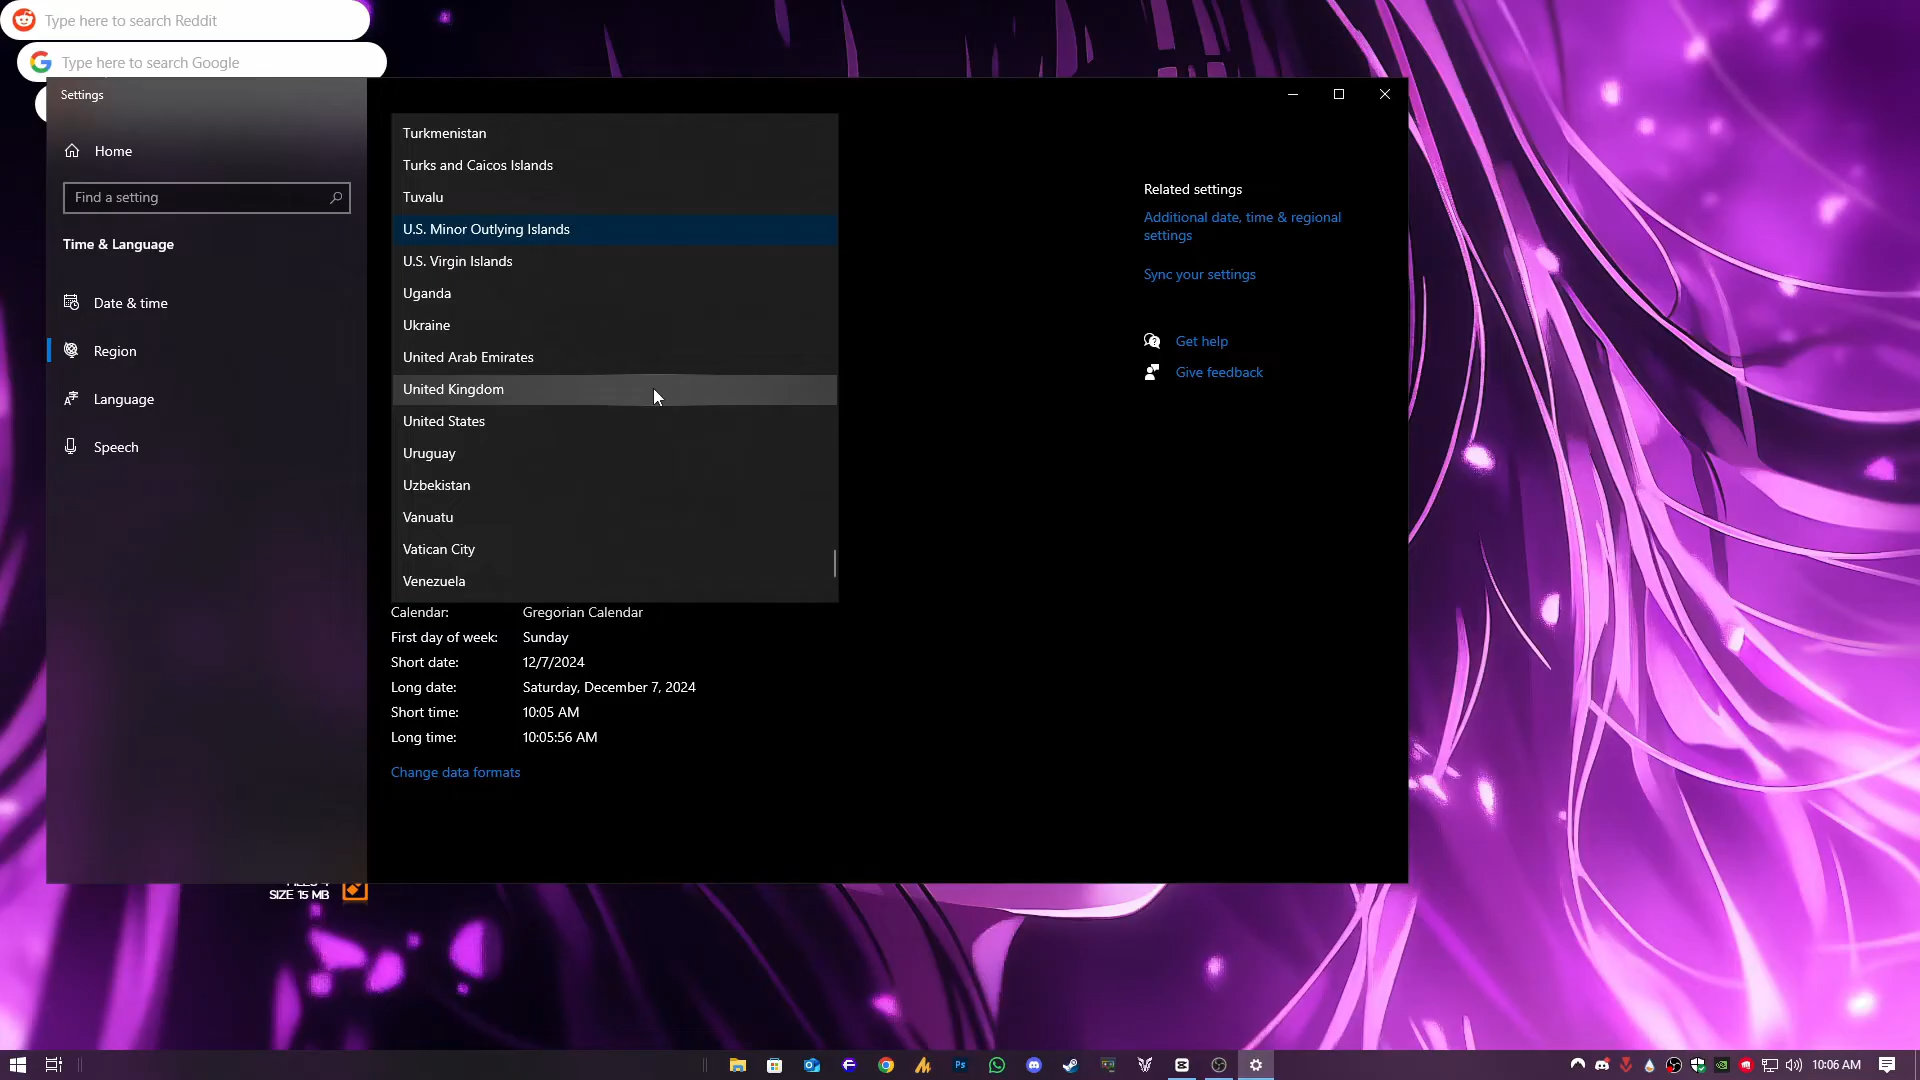 Type here to search Reddit
Type here to search Google
Settings
Home
Find a setting
Time & Language
Date & time
Region
Language
Speech
Turkmenistan
Turks and Caicos Islands
Tuvalu
U.S. Minor Outlying Islands
U.S. Virgin Islands
Uganda
Ukraine
United Arab Emirates
United Kingdom
United States
Uruguay
Uzbekistan
Vanuatu
Vatican City
Venezuela
Calendar: Gregorian Calendar
First day of week: Sunday
Short date: 12/7/2024
Long date: Saturday, December 7, 2024
Short time: 10:05 AM
Long time: 10:05:56 AM
Change data formats
Related settings
Additional date, time & regional
settings
Sync your settings
Get help
Give feedback
SIZE 15 MB
Ps
10:06 AM